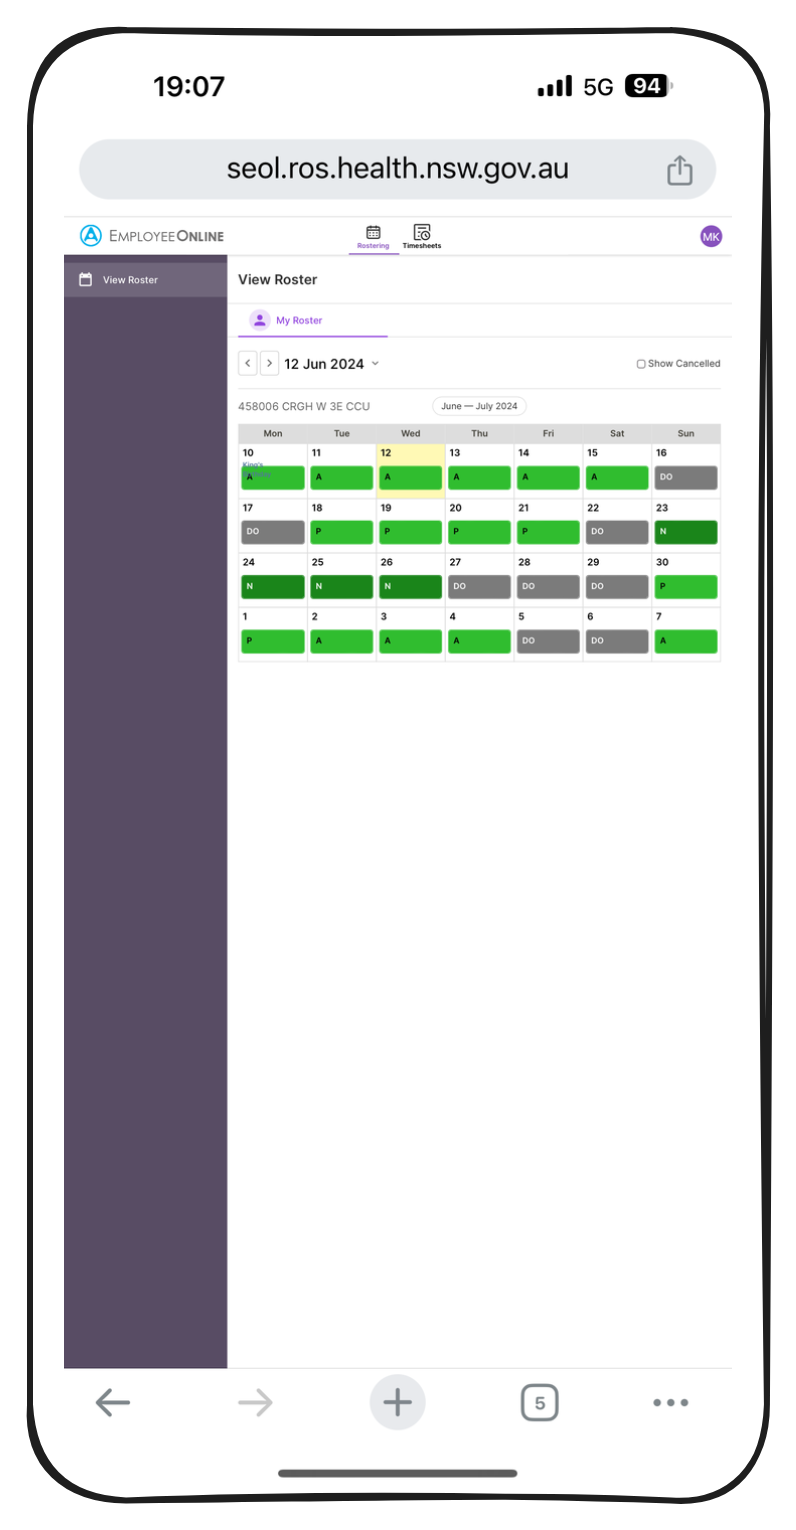 19:07 5G 94
seol.ros.health.nsw.gov.au
EMPLOYEEONLINE Rostering Timesheets MK
View Roster
View Roster
My Roster
12 Jun 2024 Show Cancelled
458006 CRGH W 3E CCU June — July 2024
Mon Tue Wed Thu Fri Sat Sun
10 11 12 13 14 15 16
King's
A A A A A A DO
17 18 19 20 21 22 23
DO P P P P DO N
24 25 26 27 28 29 30
N N N DO DO DO P
1 2 3 4 5 6 7
P A A A DO DO A
5